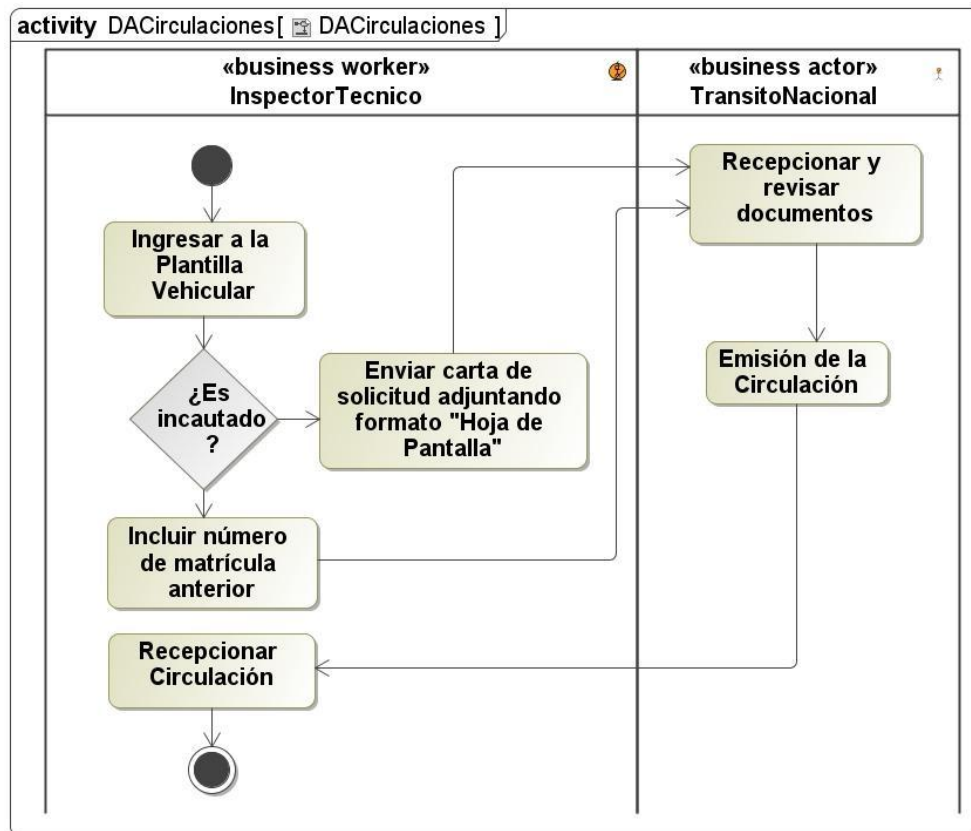 activity DACirculaciones[ DACirculaciones ]
«business worker»
InspectorTecnico
«business actor»
TransitoNacional
Ingresar a la
Plantilla
Vehicular
¿Es
incautado
?
Enviar carta de
solicitud adjuntando
formato "Hoja de
Pantalla"
Incluir número
de matrícula
anterior
Recepcionar
Circulación
Recepcionar y
revisar
documentos
Emisión de la
Circulación